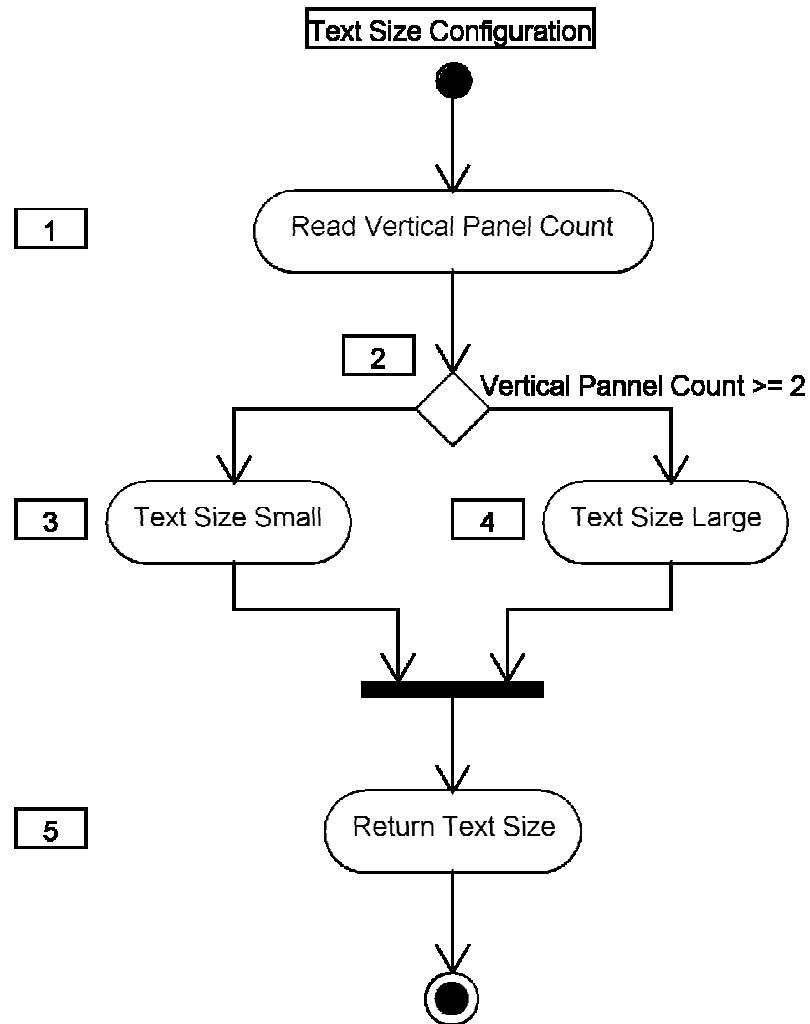 Text Size Configuration
1
Read Vertical Panel Count
2
Vertical Pannel Count >= 2
3
Text Size Small
4
Text Size Large
5
Return Text Size